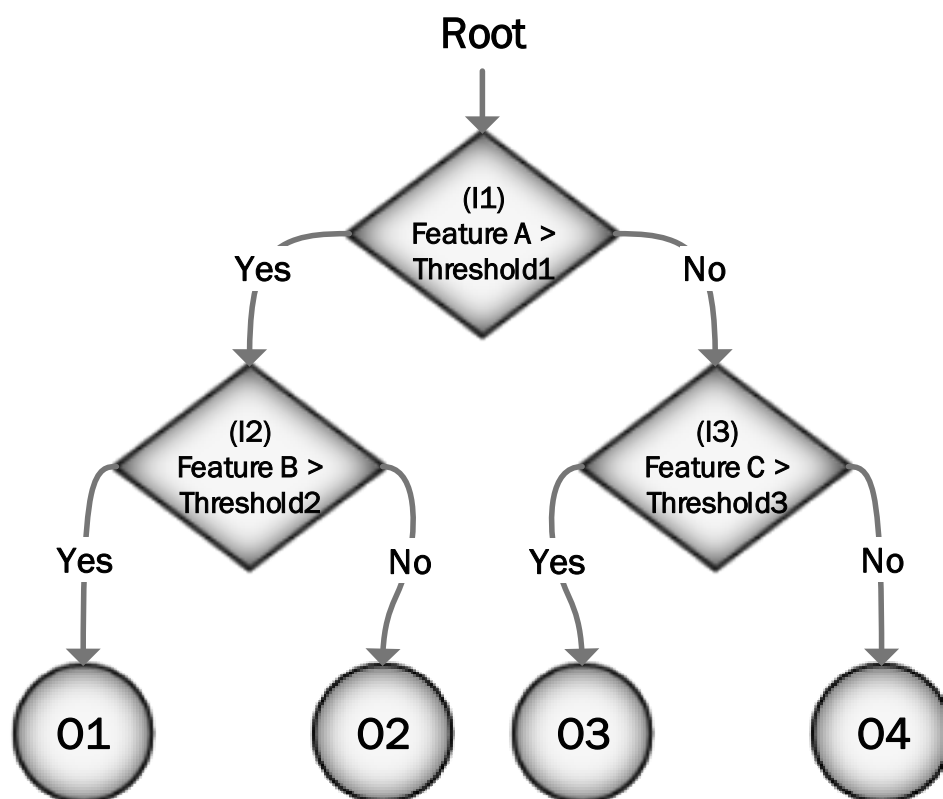 Root
(I1)
Feature A >
Threshold1
Yes
No
(I2)
Feature B >
Threshold2
(I3)
Feature C >
Threshold3
Yes
No
Yes
No
O1
O2
O3
O4